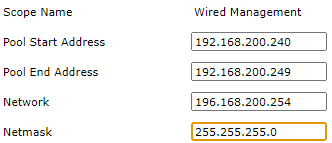 Scope Name Wired Management
Pool Start Address 192.168.200.240
Pool End Address 192.168.200.249
Network 196.168.200.254
Netmask 255.255.255.0